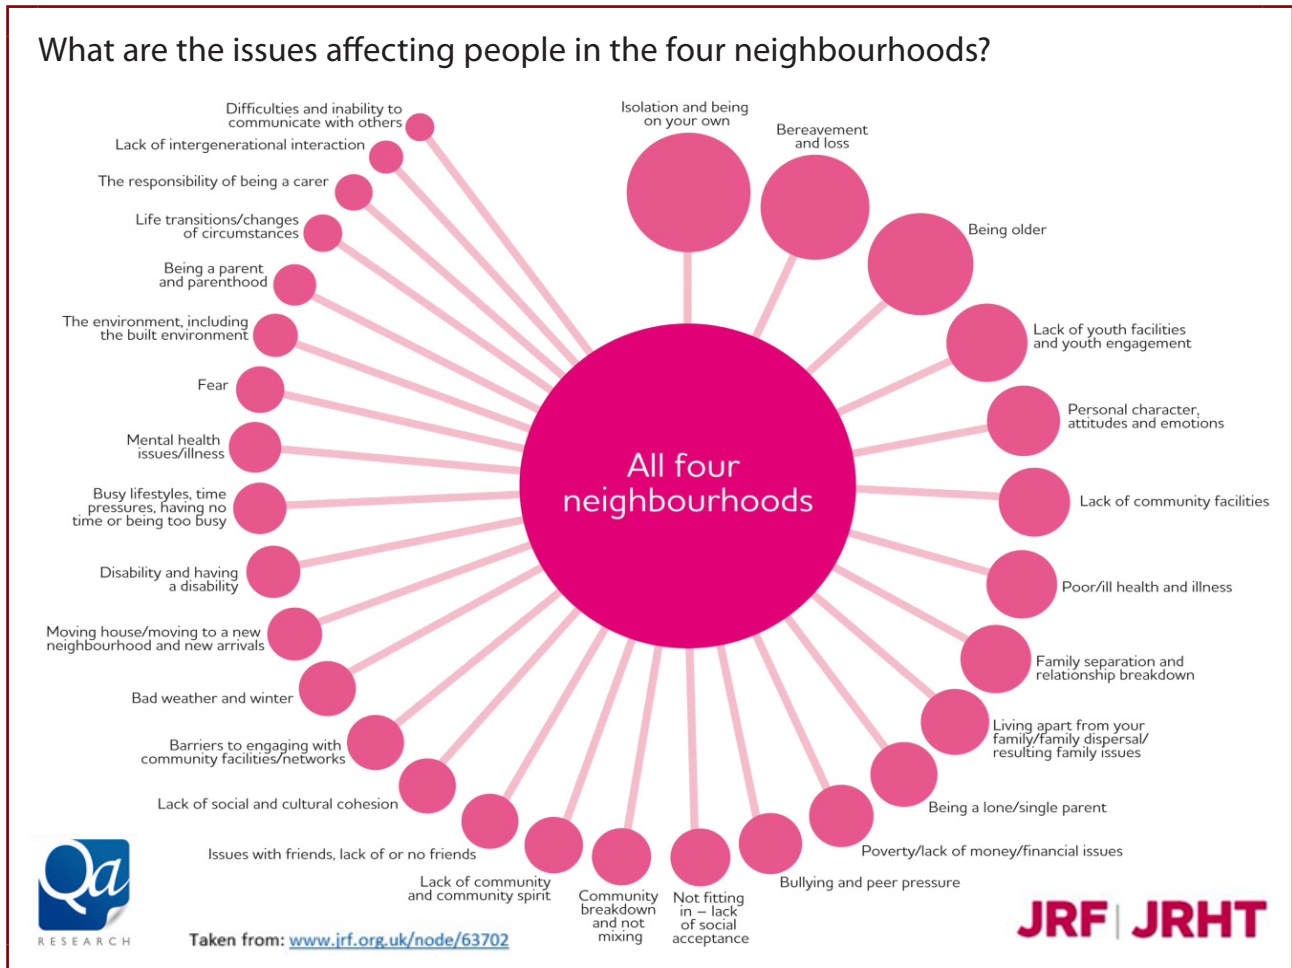 What are the issues affecting people in the four neighbourhoods?
Isolation and being
on your own
Bereavement
and loss
Being older
Lack of youth facilities
and youth engagement
Personal character,
attitudes and emotions
Lack of community facilities
Poor/ill health and illness
Family separation and
relationship breakdown
Living apart from your
family/family dispersal/
resulting family issues
Being a lone/single parent
Poverty/lack of money/financial issues
Bullying and peer pressure
Not fitting
in – lack
of social
acceptance
Community
breakdown
and not
mixing
Lack of community
and community spirit
Issues with friends, lack of or no friends
Lack of social and cultural cohesion
Barriers to engaging with
community facilities/networks
Bad weather and winter
Moving house/moving to a new
neighbourhood and new arrivals
Disability and having
a disability
Busy lifestyles, time
pressures, having no
time or being too busy
Mental health
issues/illness
Fear
The environment, including
the built environment
Being a parent
and parenthood
Life transitions/changes
of circumstances
The responsibility of being a carer
Lack of intergenerational interaction
Difficulties and inability to
communicate with others
All four
neighbourhoods
Qa
RESEARCH
Taken from: www.jrf.org.uk/node/63702
JRF | JRHT